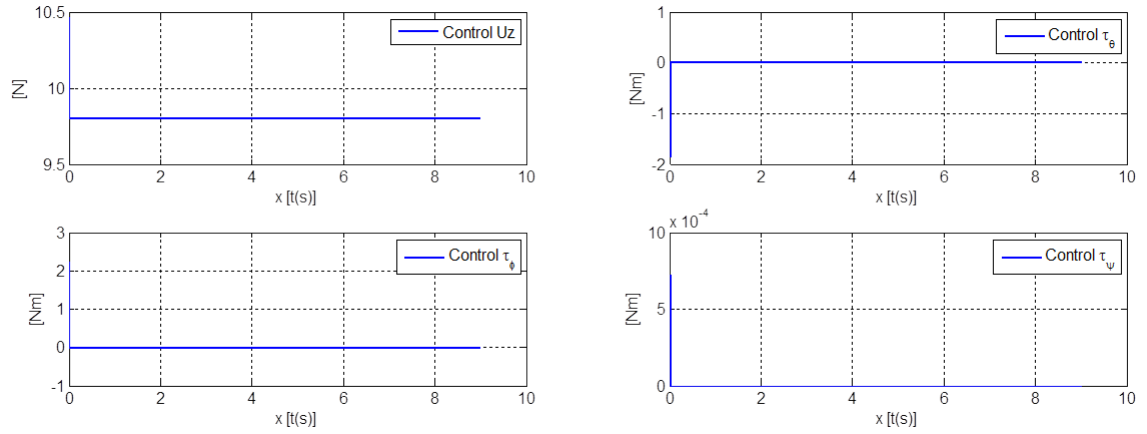 10.5
10
9.5
[N]
Control Uz
0 2 4 6 8 10
x [t(s)]
1
0
-1
-2
[Nm]
Control τθ
0 2 4 6 8 10
x [t(s)]
3
2
1
0
-1
[Nm]
Control τϕ
0 2 4 6 8 10
x [t(s)]
x 10⁻⁴
10
5
0
[Nm]
Control τψ
0 2 4 6 8 10
x [t(s)]